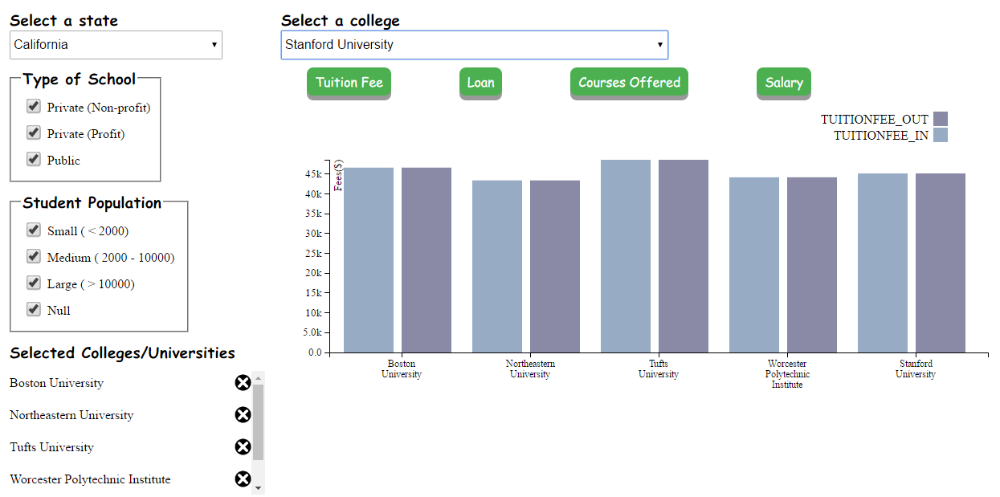 Select a state
California
Type of School
Private (Non-profit)
Private (Profit)
Public
Student Population
Small ( < 2000)
Medium ( 2000 - 10000)
Large ( > 10000)
Null
Selected Colleges/Universities
Boston University
Northeastern University
Tufts University
Worcester Polytechnic Institute
Select a college
Stanford University
Tuition Fee
Loan
Courses Offered
Salary
TUITIONFEE_OUT
TUITIONFEE_IN
Fees($)
45k
40k
35k
30k
25k
20k
15k
10k
5.0k
0.0
Boston
University
Northeastern
University
Tufts
University
Worcester
Polytechnic
Institute
Stanford
University